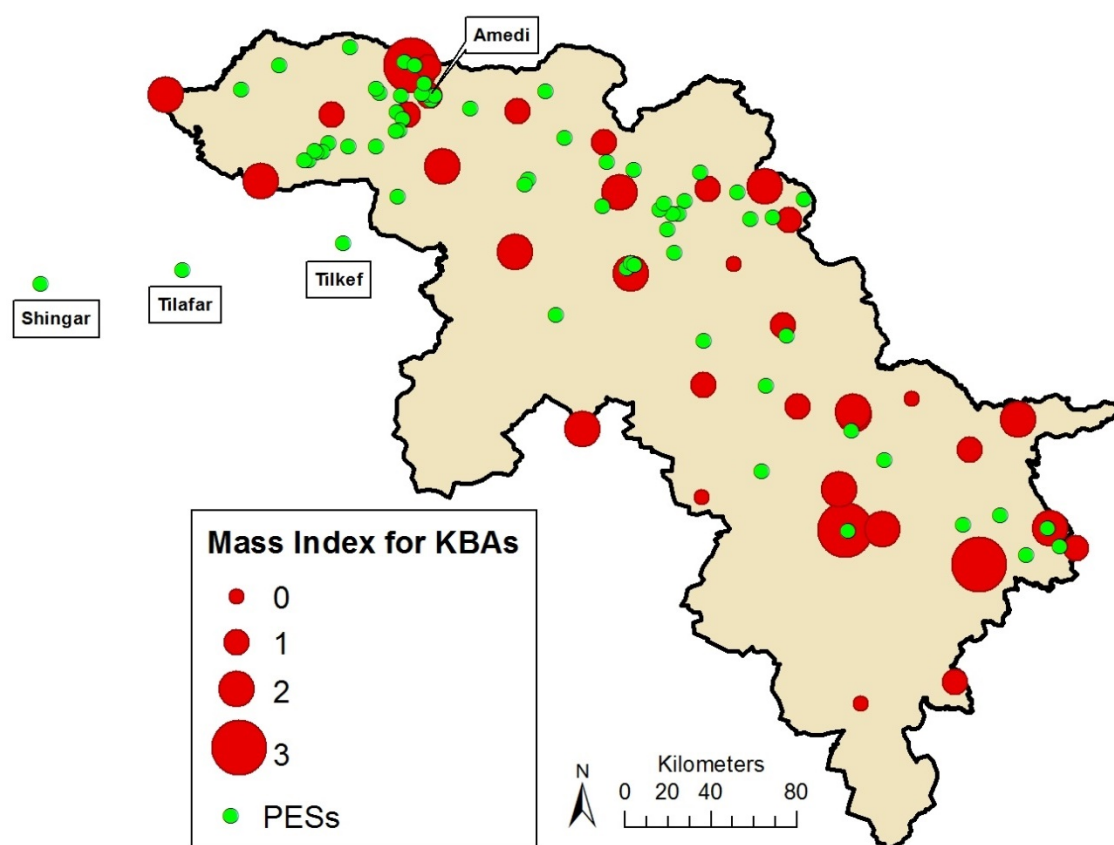 Amedi
Tilkef
Tilafar
Shingar
Mass Index for KBAs
0
1
2
3
PESs
N
Kilometers
0 20 40 80